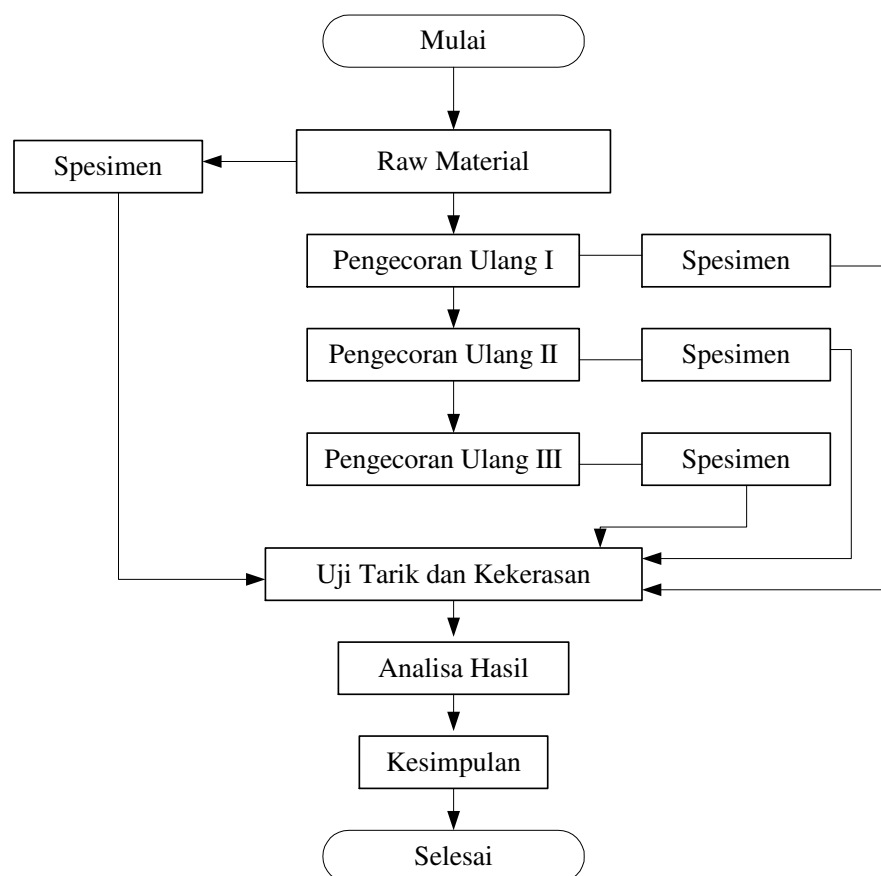 Mulai
Spesimen
Raw Material
Pengecoran Ulang I
Spesimen
Pengecoran Ulang II
Spesimen
Pengecoran Ulang III
Spesimen
Uji Tarik dan Kekerasan
Analisa Hasil
Kesimpulan
Selesai